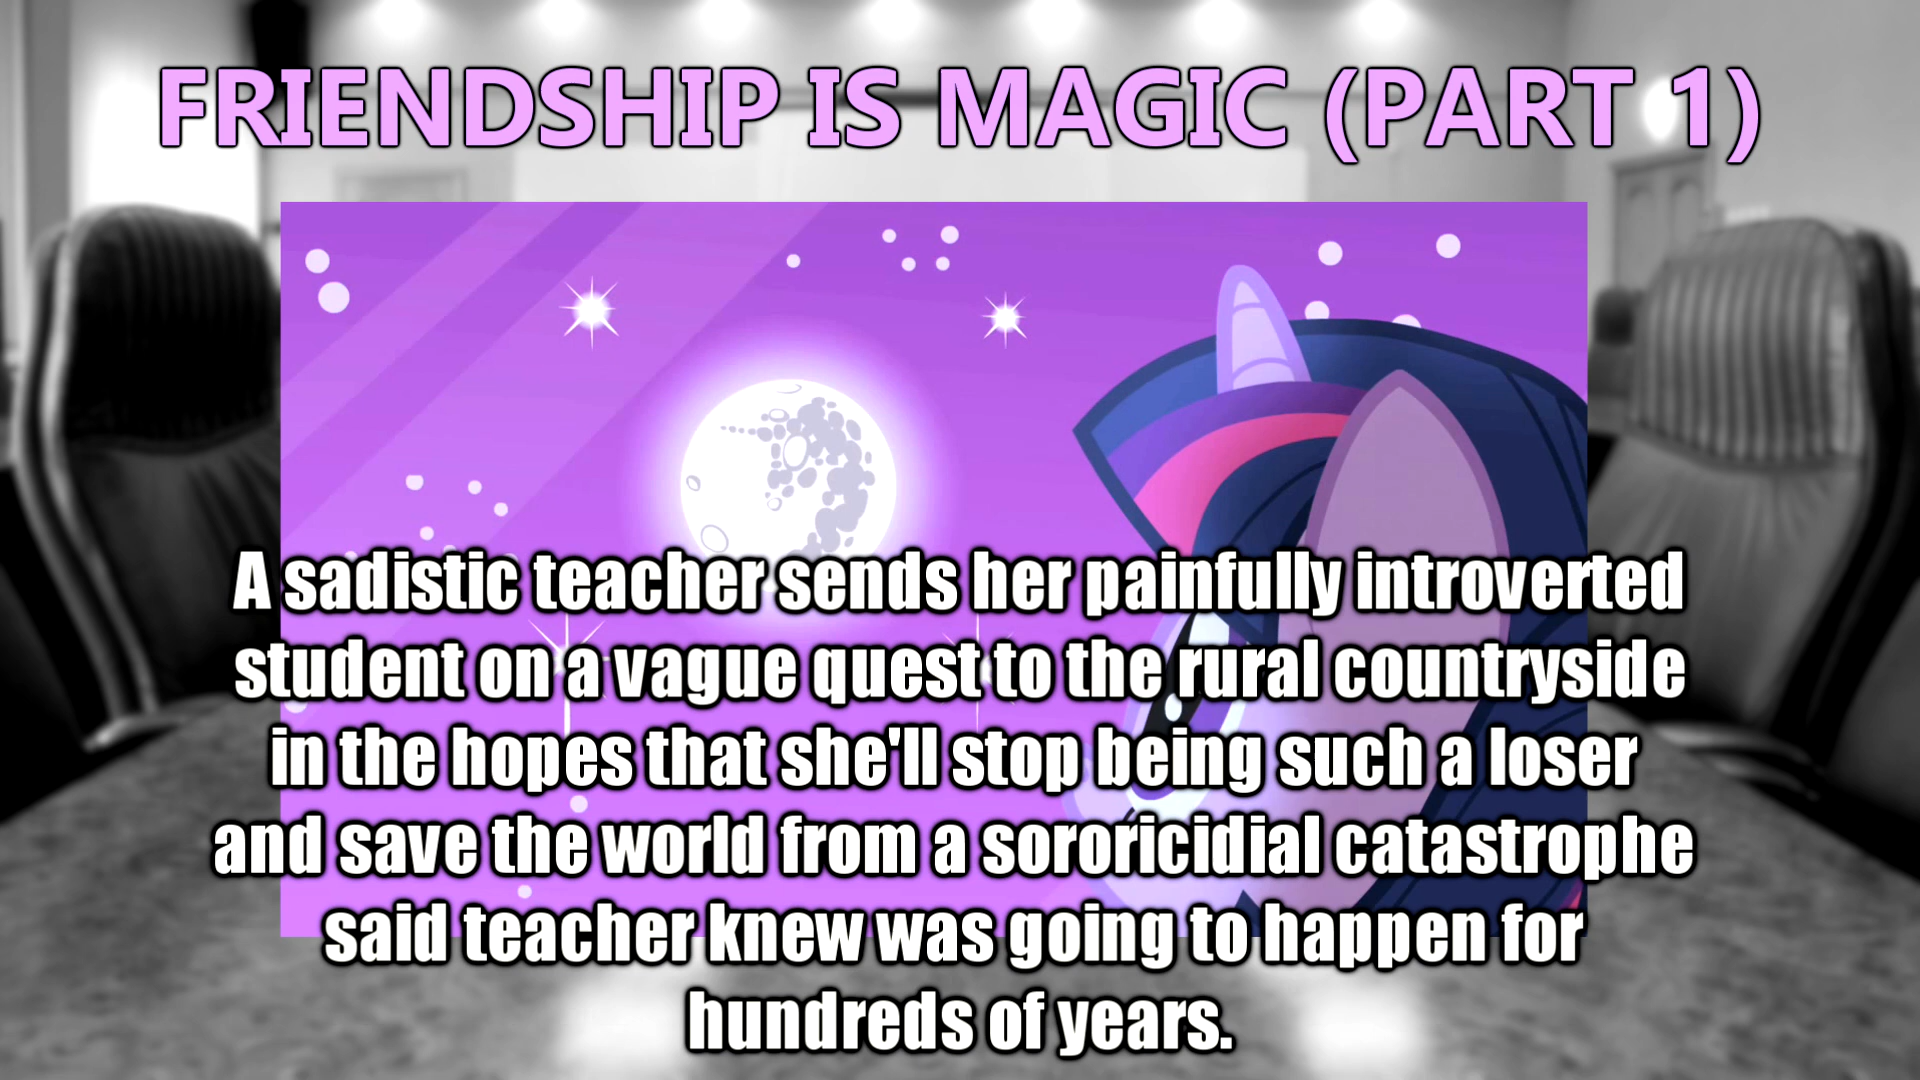 FRIENDSHIP IS MAGIC (PART 1)
A sadistic teacher sends her painfully introverted
student on a vague quest to the rural countryside
in the hopes that she'll stop being such a loser
and save the world from a sororicidial catastrophe
said teacher knew was going to happen for
hundreds of years.